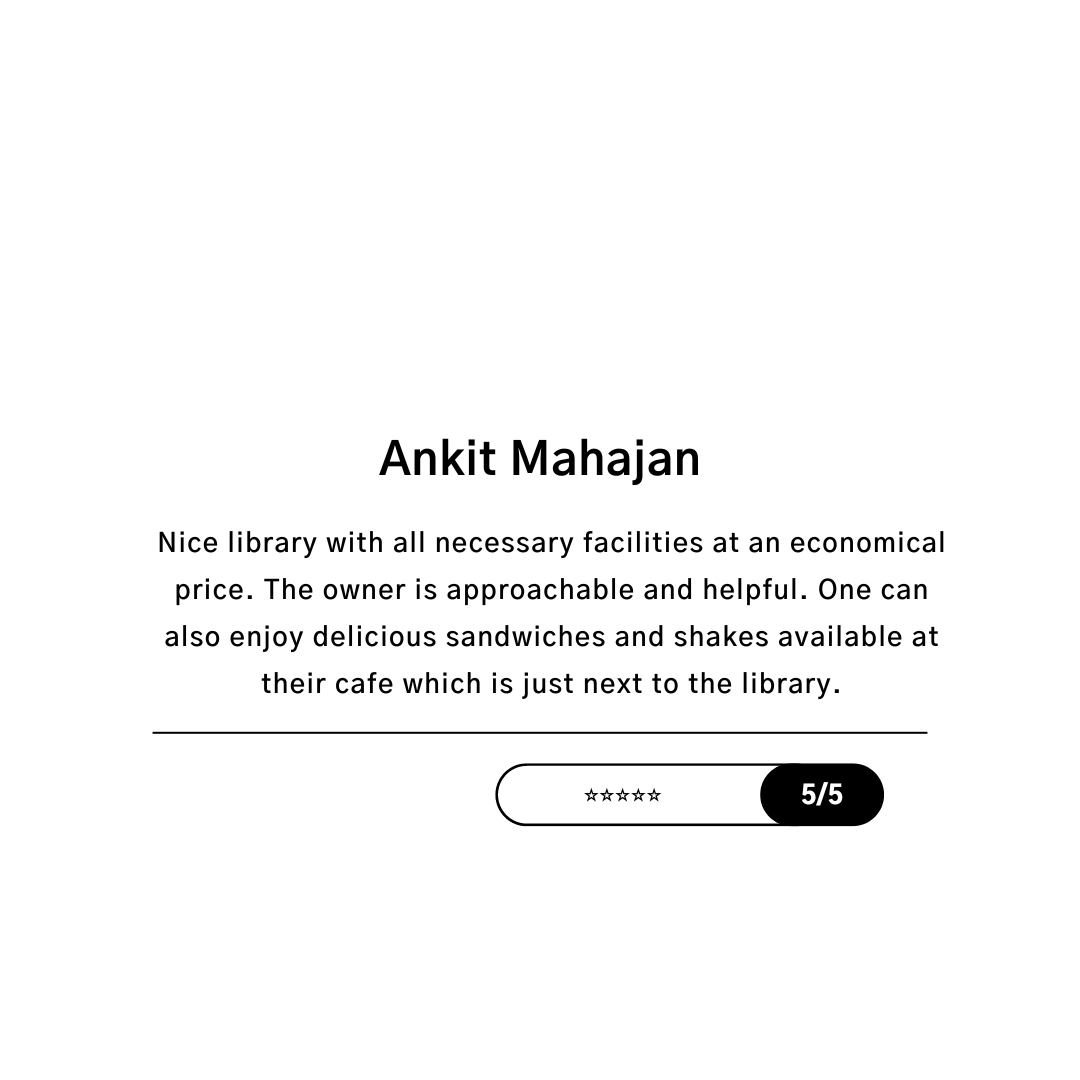 Ankit Mahajan
Nice library with all necessary facilities at an economical
price. The owner is approachable and helpful. One can
also enjoy delicious sandwiches and shakes available at
their cafe which is just next to the library.
☆☆☆☆☆ 5/5